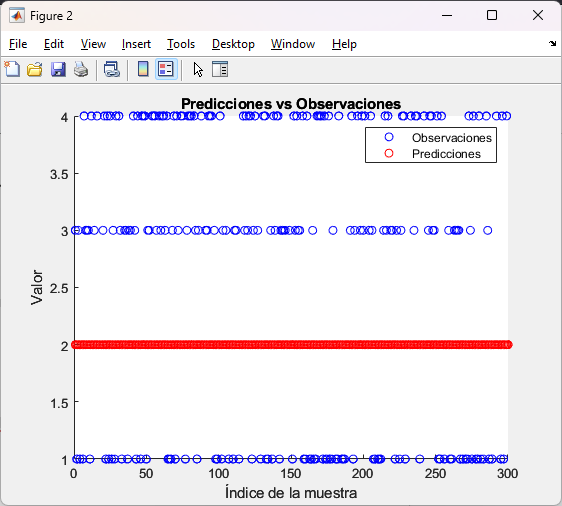 Figure 2
File Edit View Insert Tools Desktop Window Help
Predicciones vs Observaciones
Observaciones
Predicciones
4
3.5
3
2.5
2
1.5
1
Valor
0 50 100 150 200 250 300
Índice de la muestra